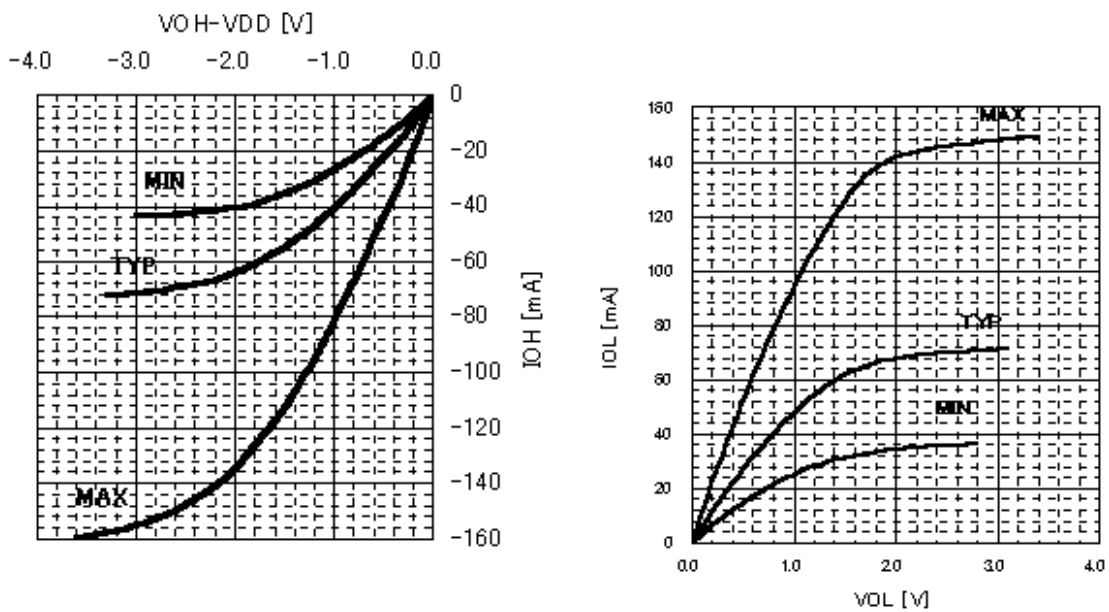 VOH-VDD [V]
-4.0 -3.0 -2.0 -1.0 0.0
0
-20
-40
-60
-80
-100
-120
-140
-160
IOH [mA]
MIN
TYP
MAX
160
140
120
100
80
60
40
20
0
IOL [mA]
MAX
TYP
MIN
0.0 1.0 2.0 3.0 4.0
VOL [V]